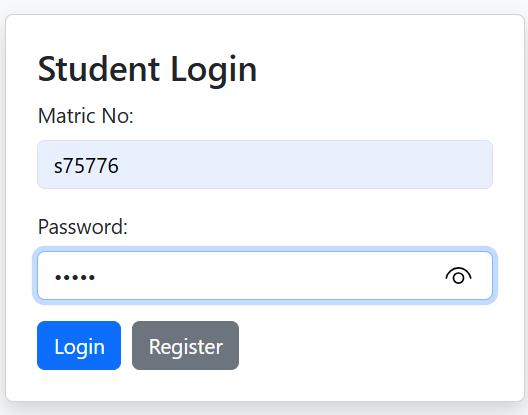 Student Login
Matric No:
s75776
Password:
•••••
Login Register